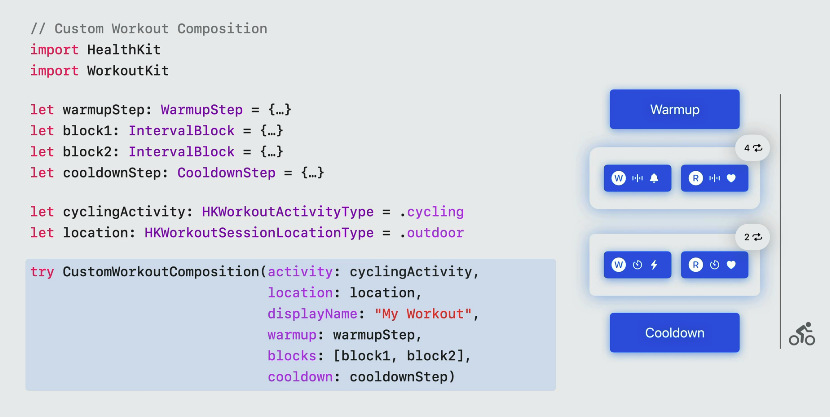 // Custom Workout Composition
import HealthKit
import WorkoutKit
let warmupStep: WarmupStep = {…}
let block1: IntervalBlock = {…}
let block2: IntervalBlock = {…}
let cooldownStep: CooldownStep = {…}
let cyclingActivity: HKWorkoutActivityType = .cycling
let location: HKWorkoutSessionLocationType = .outdoor
try CustomWorkoutComposition(activity: cyclingActivity,
location: location,
displayName: "My Workout",
warmup: warmupStep,
blocks: [block1, block2],
cooldown: cooldownStep)
Warmup
4
W R
2
W R
Cooldown